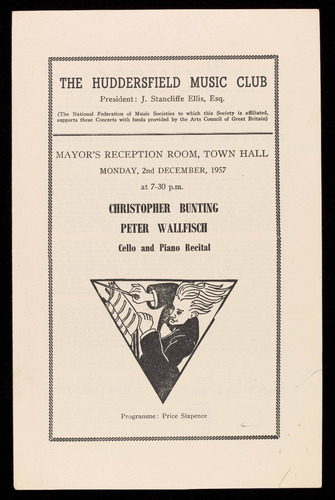 THE HUDDERSFIELD MUSIC CLUB
President: J. Stancliffe Ellis, Esq.
(The National Federation of Music Societies to which this Society is affiliated,
supports these Concerts with funds provided by the Arts Council of Great Britain)
MAYOR'S RECEPTION ROOM, TOWN HALL
MONDAY, 2nd DECEMBER, 1957
at 7-30 p.m.
CHRISTOPHER BUNTING
PETER WALLFISCH
Cello and Piano Recital
Programme: Price Sixpence